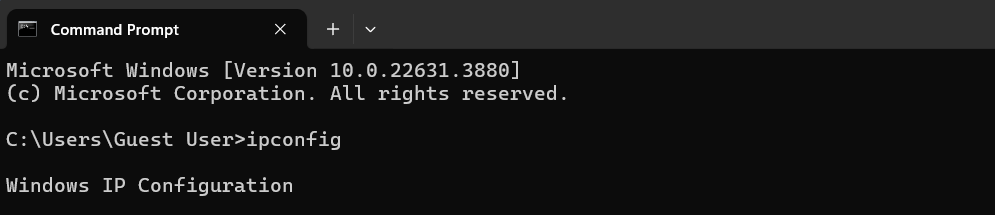 Command Prompt
Microsoft Windows [Version 10.0.22631.3880]
(c) Microsoft Corporation. All rights reserved.
C:\Users\Guest User>ipconfig
Windows IP Configuration